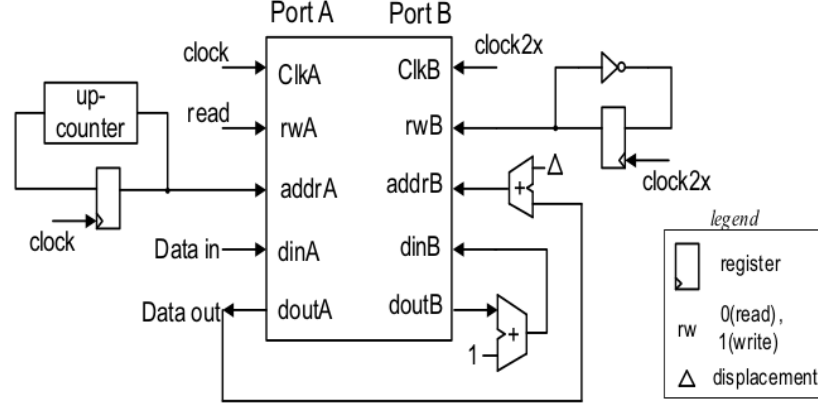 Port A
Port B
clock
ClkA
ClkB
clock2x
up-
counter
read
rwA
rwB
addrA
addrB
+
Δ
clock2x
clock
Data in
dinA
dinB
Data out
doutA
doutB
+
1
legend
register
rw
0(read) ,
1(write)
Δ
displacement